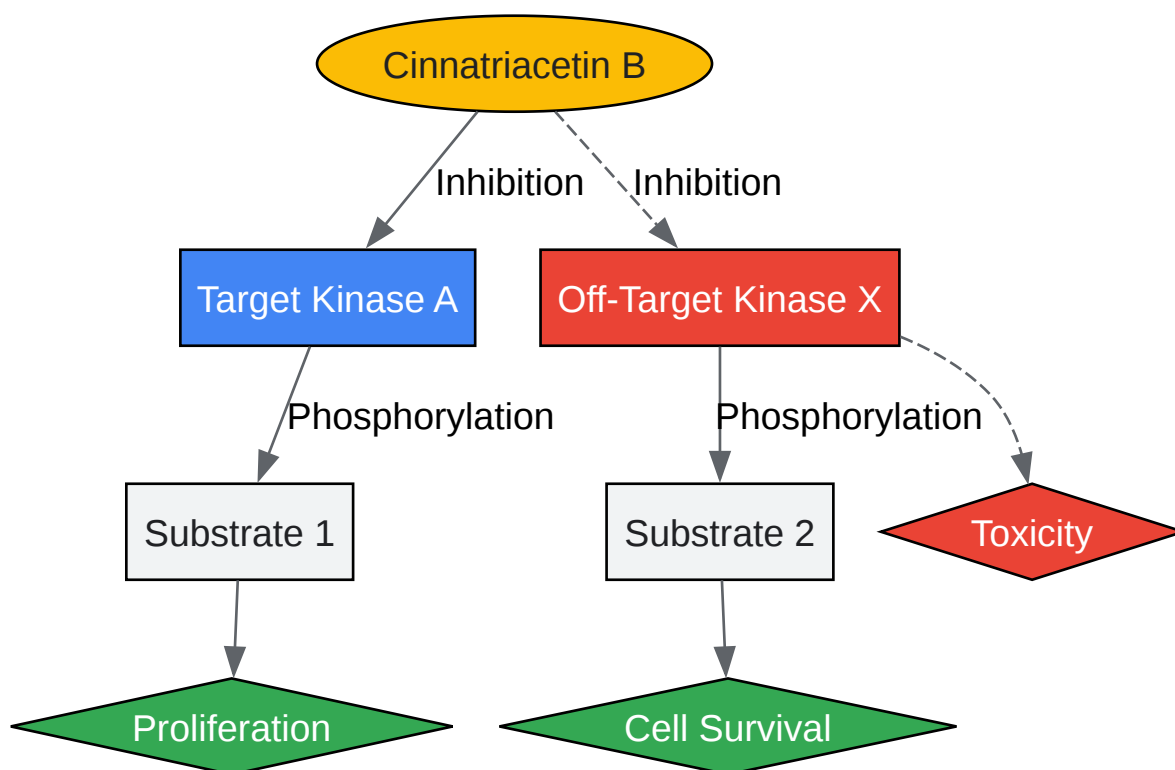 Cinnatriacetin B
Inhibition
Inhibition
Target Kinase A
Off-Target Kinase X
Phosphorylation
Phosphorylation
Substrate 1
Substrate 2
Toxicity
Proliferation
Cell Survival